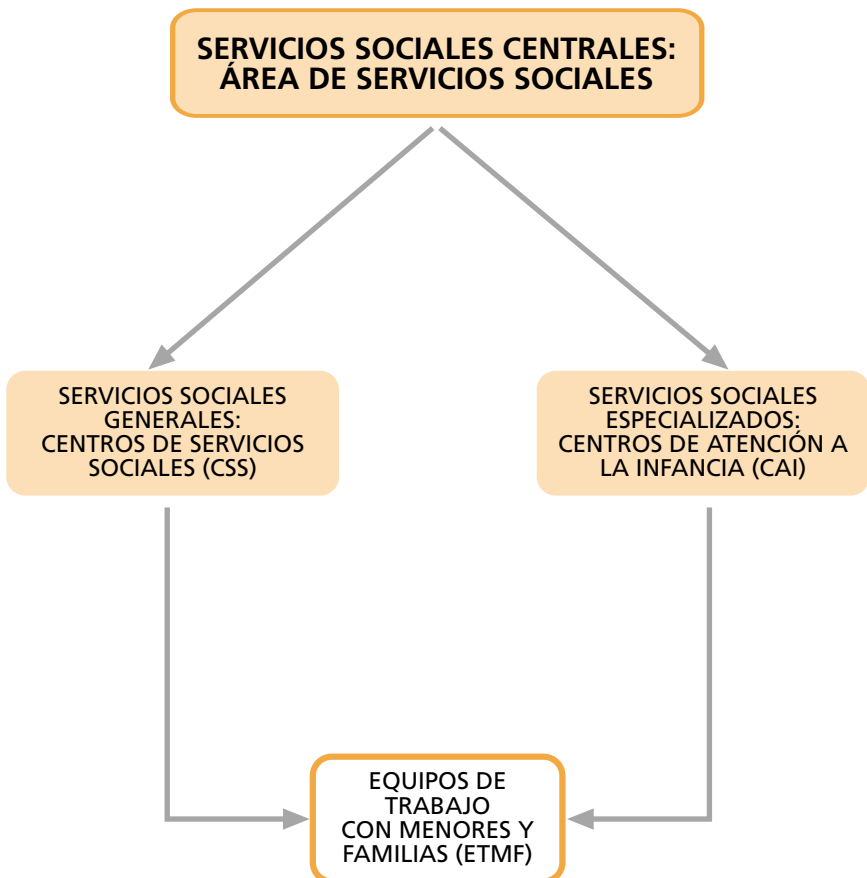 SERVICIOS SOCIALES CENTRALES:
ÁREA DE SERVICIOS SOCIALES
SERVICIOS SOCIALES
GENERALES:
CENTROS DE SERVICIOS
SOCIALES (CSS)
SERVICIOS SOCIALES
ESPECIALIZADOS:
CENTROS DE ATENCIÓN A
LA INFANCIA (CAI)
EQUIPOS DE
TRABAJO
CON MENORES Y
FAMILIAS (ETMF)